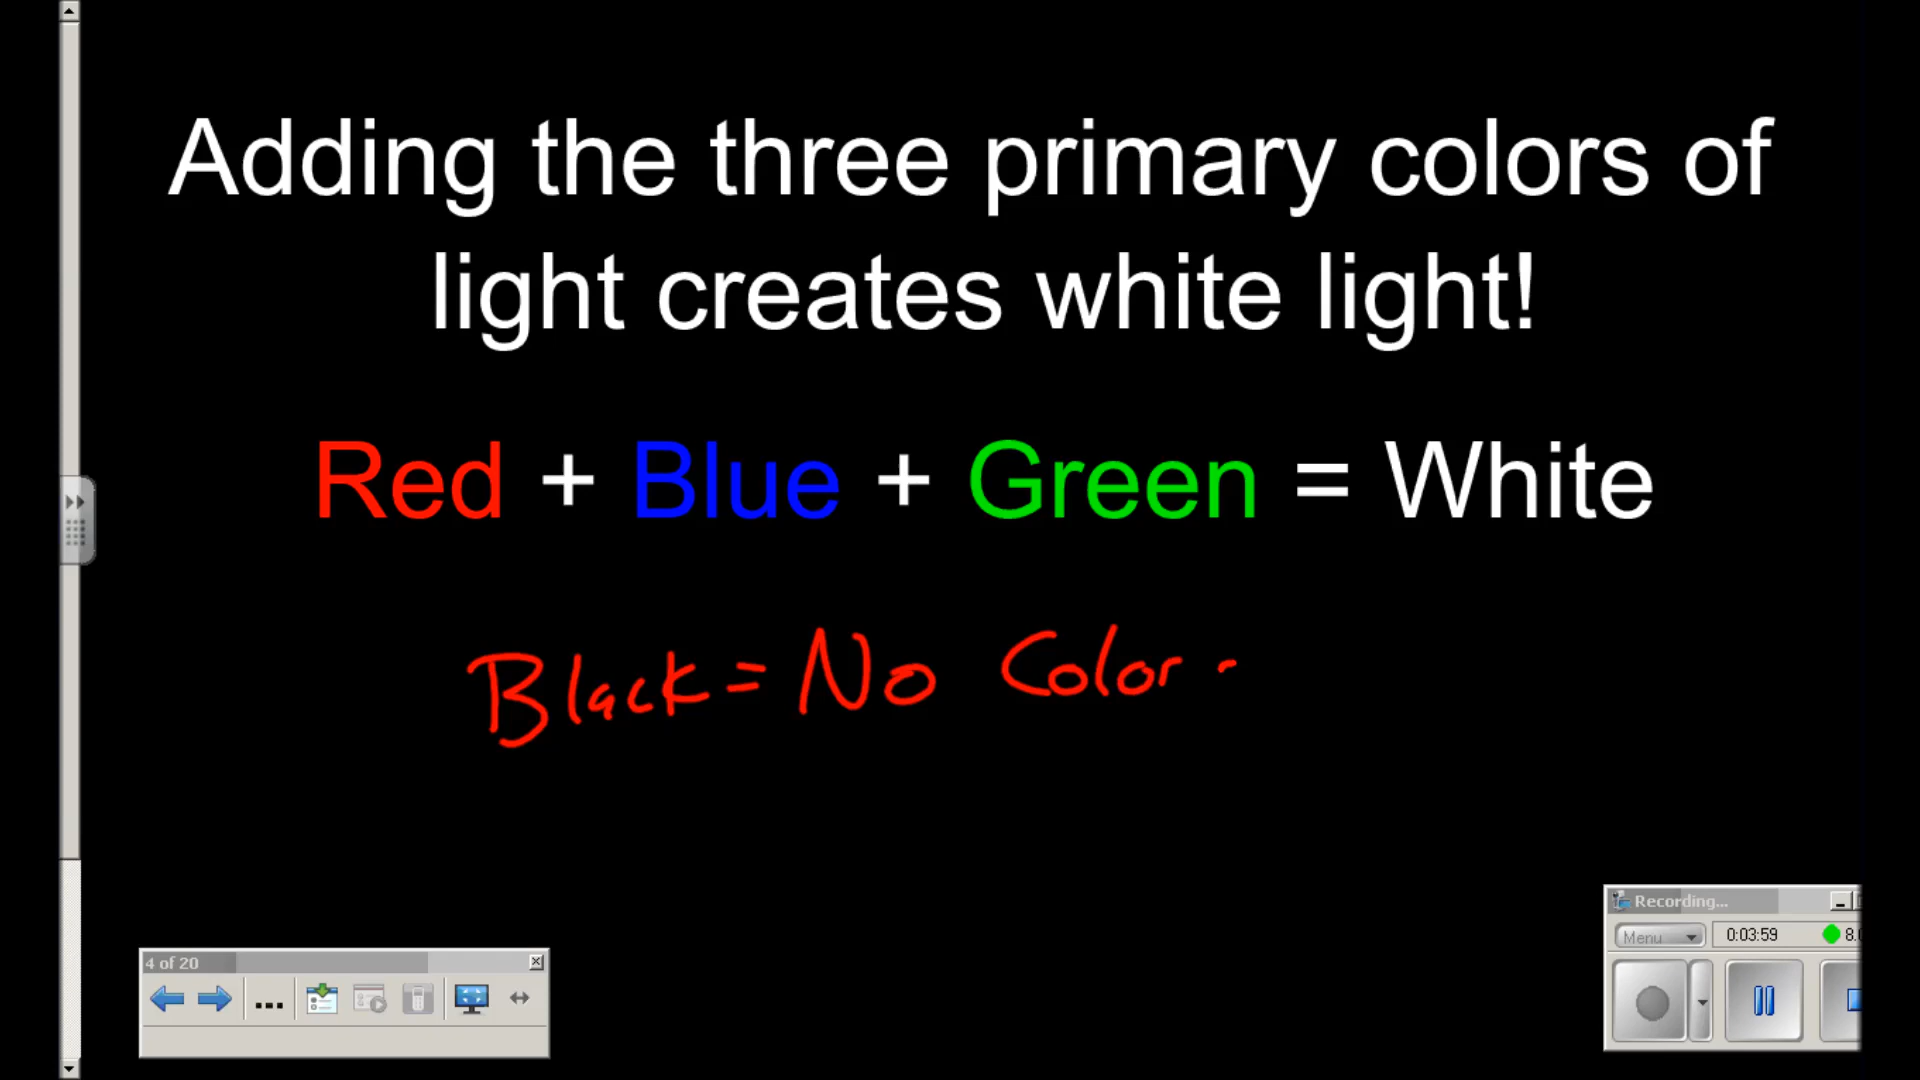 Adding the three primary colors of
light creates white light!
Red + Blue + Green = White
Black = No Color -
Recording...
Menu 0:03:59
4 of 20